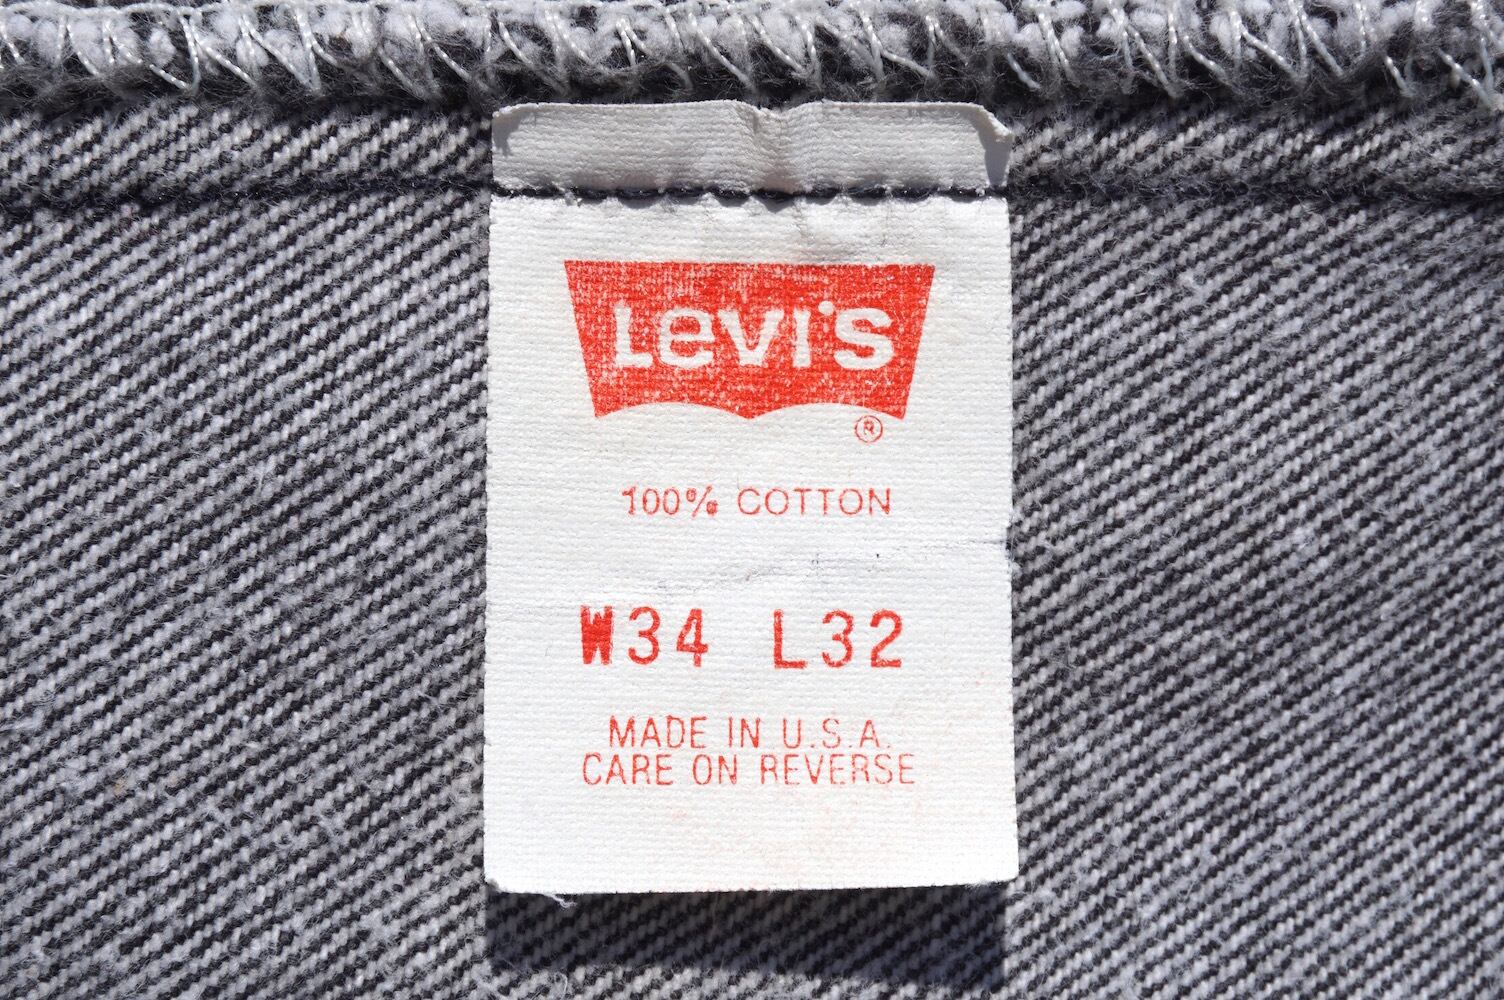 Levi's
®
100% COTTON
W34 L32
MADE IN U.S.A.
CARE ON REVERSE